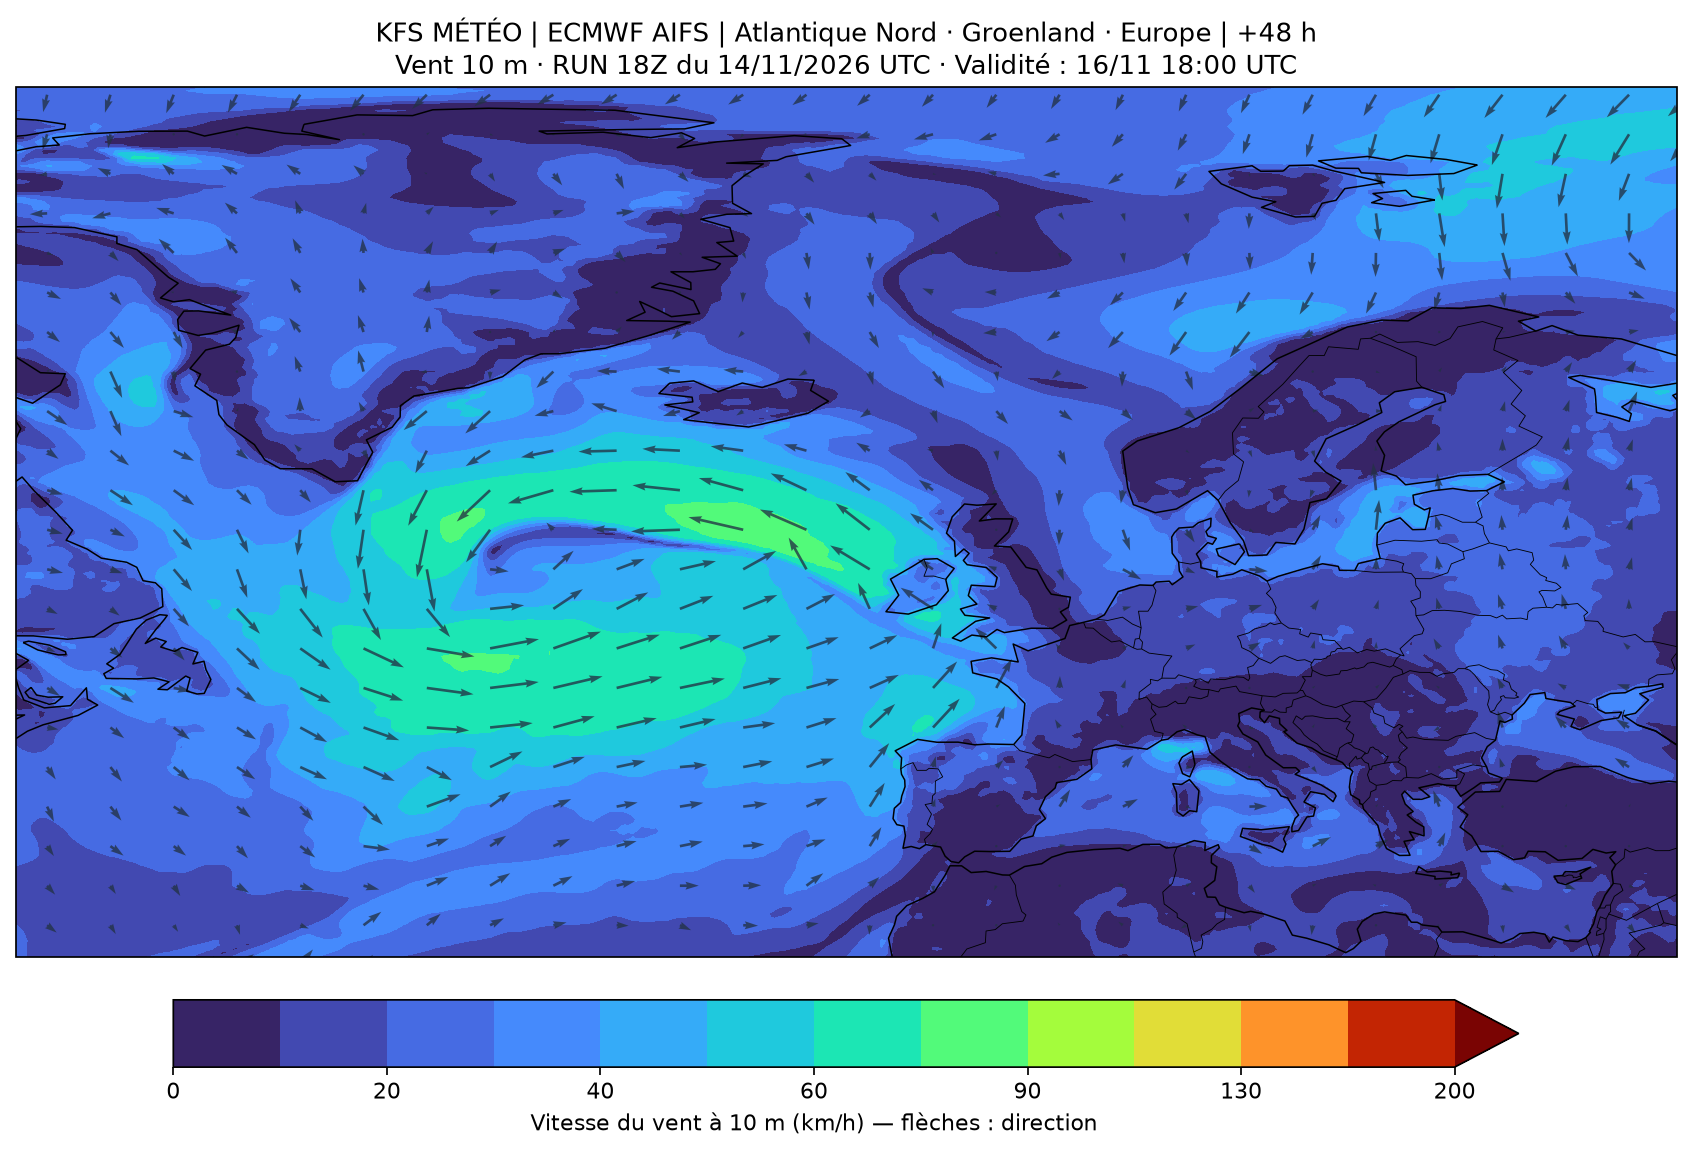 KFS MÉTÉO | ECMWF AIFS | Atlantique Nord · Groenland · Europe | +48 h
Vent 10 m · RUN 18Z du 14/11/2026 UTC · Validité : 16/11 18:00 UTC
0 20 40 60 90 130 200
Vitesse du vent à 10 m (km/h) — flèches : direction